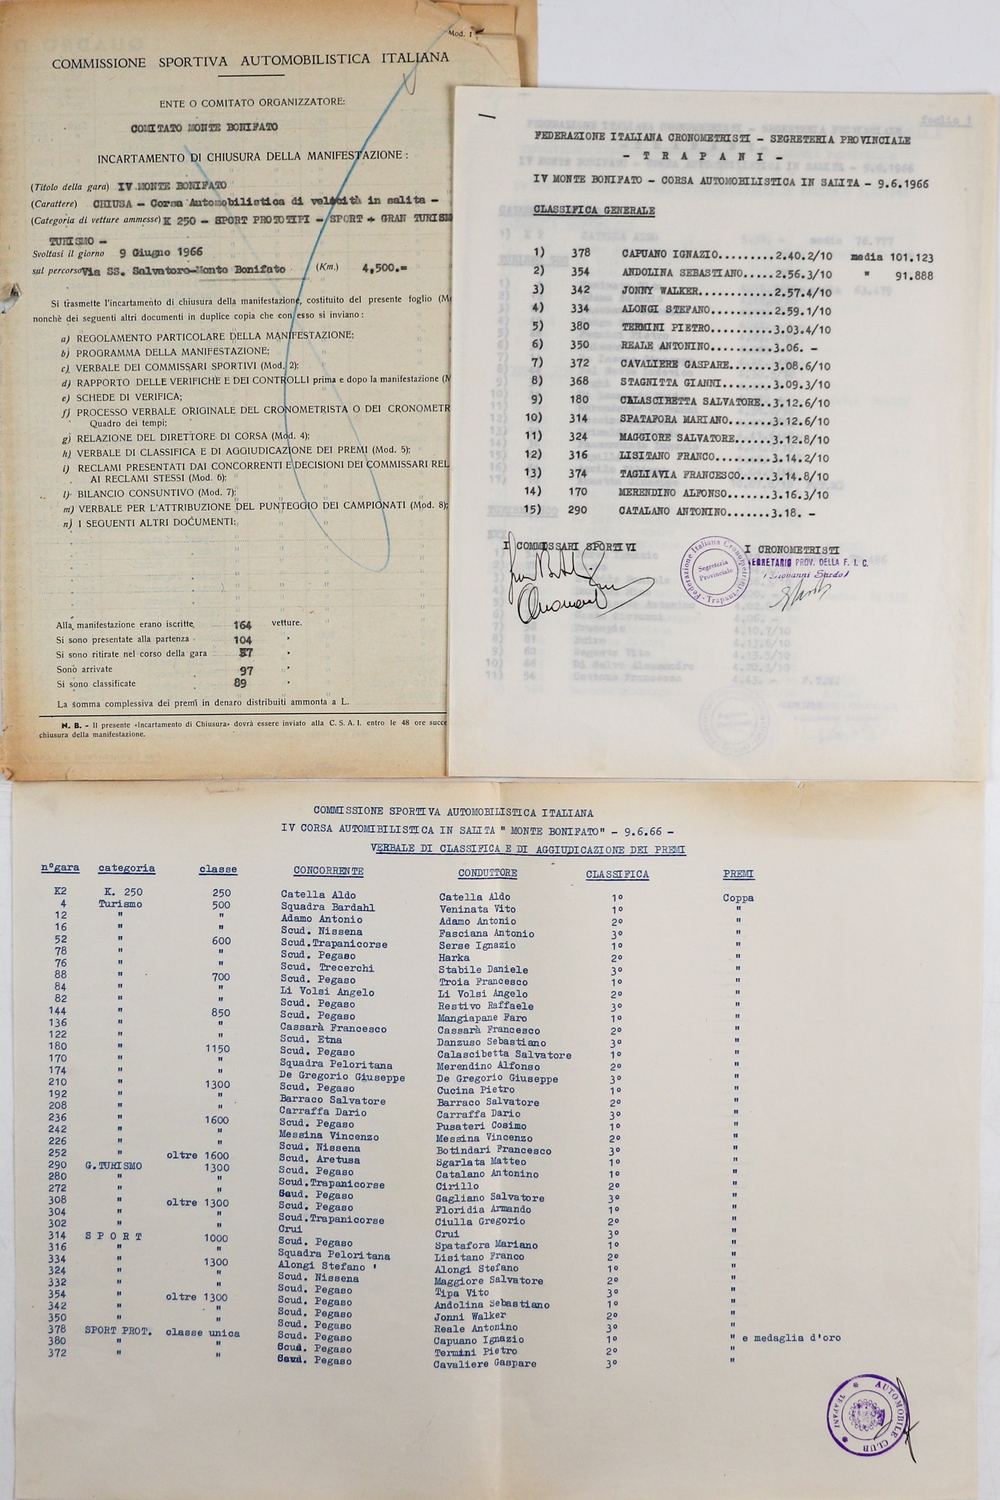 Mod. 1
COMMISSIONE SPORTIVA AUTOMOBILISTICA ITALIANA
ENTE O COMITATO ORGANIZZATORE:
COMITATO MONTE BONIFATO
INCARTAMENTO DI CHIUSURA DELLA MANIFESTAZIONE :
(Titolo della gara) IV MONTE BONIFATO
(Carattere) CHIUSA - Corsa Automobilistica di velocità in salita -
(Categoria di vetture ammesse) K 250 - SPORT PROTOTIPI - SPORT - GRAN TURISM
TURISMO -
Svoltasi il giorno 9 Giugno 1966
sul percorso Via SS. Salvatore-Monte Bonifato (Km.) 4,500.=
Si trasmette l'incartamento di chiusura della manifestazione, costituito del presente foglio (M
nonchè dei seguenti altri documenti in duplice copia che con esso si inviano :
a) REGOLAMENTO PARTICOLARE DELLA MANIFESTAZIONE;
b) PROGRAMMA DELLA MANIFESTAZIONE;
c) VERBALE DEI COMMISSARI SPORTIVI (Mod. 2);
d) RAPPORTO DELLE VERIFICHE E DEI CONTROLLI prima e dopo la manifestazione (M
e) SCHEDE DI VERIFICA;
f) PROCESSO VERBALE ORIGINALE DEL CRONOMETRISTA O DEI CRONOMETR
Quadro dei tempi;
g) RELAZIONE DEL DIRETTORE DI CORSA (Mod. 4);
h) VERBALE DI CLASSIFICA E DI AGGIUDICAZIONE DEI PREMI (Mod. 5);
i) RECLAMI PRESENTATI DAI CONCORRENTI E DECISIONI DEI COMMISSARI REL
AI RECLAMI STESSI (Mod. 6);
l) BILANCIO CONSUNTIVO (Mod. 7);
m) VERBALE PER L'ATTRIBUZIONE DEL PUNTEGGIO DEI CAMPIONATI (Mod. 8);
n) I SEGUENTI ALTRI DOCUMENTI:
Alla manifestazione erano iscritte 164 vetture.
Si sono presentate alla partenza 104 "
Si sono ritirate nel corso della gara 7 "
Sono arrivate 97 "
Si sono classificate 89 "
La somma complessiva dei premi in denaro distribuiti ammonta a L.
N. B. - Il presente «Incartamento di Chiusura» dovrà essere inviato alla C. S. A. I. entro le 48 ore succe
chiusura della manifestazione.
foglio 1
FEDERAZIONE ITALIANA CRONOMETRISTI - SEGRETERIA PROVINCIALE
- T R A P A N I -
IV MONTE BONIFATO - CORSA AUTOMOBILISTICA IN SALITA - 9.6.1966
CLASSIFICA GENERALE
1) 378 CAPUANO IGNAZIO.......2.40.2/10 media 101.123
2) 354 ANDOLINA SEBASTIANO.....2.56.3/10 " 91.888
3) 342 JONNY WALKER............2.57.4/10
4) 334 ALONGI STEFANO..........2.59.1/10
5) 380 TERMINI PIETRO..........3.03.4/10
6) 350 REALE ANTONINO..........3.06. -
7) 372 CAVALIERE GASPARE.......3.08.6/10
8) 368 STAGNITTA GIANNI........3.09.3/10
9) 180 CALASCIBETTA SALVATORE..3.12.6/10
10) 314 SPATAFORA MARIANO.......3.12.6/10
11) 324 MAGGIORE SALVATORE......3.12.8/10
12) 316 LISITANO FRANCO.........3.14.2/10
13) 374 TAGLIAVIA FRANCESCO.....3.14.8/10
14) 170 MERENDINO ALFONSO.......3.16.3/10
15) 290 CATALANO ANTONINO.......3.18. -
I COMMISSARI SPORTIVI
I CRONOMETRISTI
SEGRETARIO PROV. DELLA F. I. C.
Federazione Italiana Cronometristi - Trapani -
Segreteria Provinciale
COMMISSIONE SPORTIVA AUTOMOBILISTICA ITALIANA
IV CORSA AUTOMIBILISTICA IN SALITA " MONTE BONIFATO" - 9.6.66 -
VERBALE DI CLASSIFICA E DI AGGIUDICAZIONE DEI PREMI
n°gara categoria classe CONCORRENTE CONDUTTORE CLASSIFICA PREMI
K2 K. 250 250 Catella Aldo Catella Aldo 1° Coppa
4 Turismo 500 Squadra Bardahl Veninata Vito 1° "
12 " " Adamo Antonio Adamo Antonio 2° "
16 " " Scud. Nissena Fasciana Antonio 3° "
52 " 600 Scud.Trapanicorse Serse Ignazio 1° "
78 " " Scud. Pegaso Harka 2° "
76 " " Scud. Trecerchi Stabile Daniele 3° "
88 " 700 Scud. Pegaso Troia Francesco 1° "
84 " " Li Volsi Angelo Li Volsi Angelo 2° "
82 " " Scud. Pegaso Restivo Raffaele 3° "
144 " 850 Scud. Pegaso Mangiapane Faro 1° "
136 " " Cassarà Francesco Cassarà Francesco 2° "
122 " " Scud. Etna Danzuso Sebastiano 3° "
180 " 1150 Scud. Pegaso Calascibetta Salvatore 1° "
170 " " Squadra Peloritana Merendino Alfonso 2° "
174 " " De Gregorio Giuseppe De Gregorio Giuseppe 3° "
210 " 1300 Scud. Pegaso Cucina Pietro 1° "
192 " " Barraco Salvatore Barraco Salvatore 2° "
208 " " Carraffa Dario Carraffa Dario 3° "
236 " 1600 Scud. Pegaso Pusateri Cosimo 1° "
242 " " Messina Vincenzo Messina Vincenzo 2° "
226 " " Scud. Nissena Botindari Francesco 3° "
252 " oltre 1600 Scud. Aretusa Sgarlata Matteo 1° "
290 G.TURISMO 1300 Scud. Pegaso Catalano Antonino 1° "
280 " " Scud.Trapanicorse Cirillo 2° "
272 " " Scud. Pegaso Gagliano Salvatore 3° "
308 " oltre 1300 Scud. Pegaso Floridia Armando 1° "
304 " " Scud.Trapanicorse Ciulla Gregorio 2° "
302 " " Crui Crui 3° "
314 S P O R T 1000 Scud. Pegaso Spatafora Mariano 1° "
316 " " Squadra Peloritana Lisitano Franco 2° "
334 " 1300 Alongi Stefano Alongi Stefano 1° "
324 " " Scud. Nissena Maggiore Salvatore 2° "
332 " " Scud. Pegaso Tipa Vito 3° "
354 " oltre 1300 Scud. Pegaso Andolina Sebastiano 1° "
342 " " Scud. Pegaso Jonni Walker 2° "
350 " " Scud. Pegaso Reale Antonino 3° "
378 SPORT PROT. classe unica Scud. Pegaso Capuano Ignazio 1° " e medaglia d'oro
380 " " Scud. Pegaso Termini Pietro 2° "
372 " " Scud. Pegaso Cavaliere Gaspare 3° "
AUTOMOBILE CLUB TRAPANI